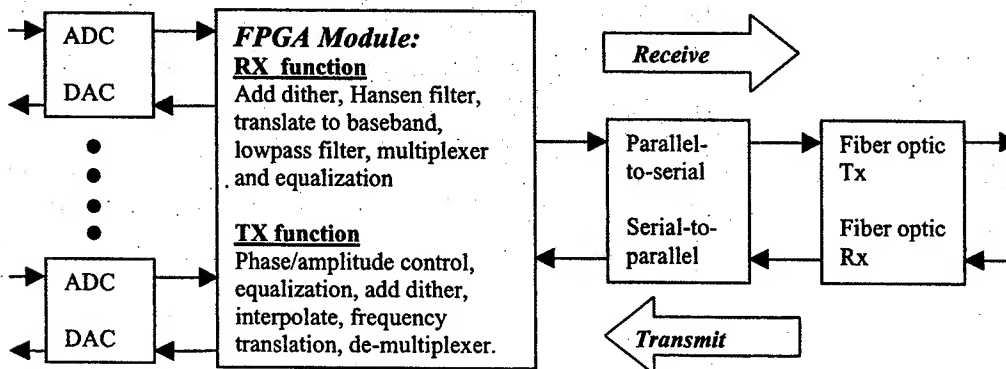 ADC
DAC
ADC
DAC
FPGA Module:
RX function
Add dither, Hansen filter,
translate to baseband,
lowpass filter, multiplexer
and equalization
TX function
Phase/amplitude control,
equalization, add dither,
interpolate, frequency
translation, de-multiplexer.
Receive
Parallel-
to-serial
Serial-to-
parallel
Fiber optic
Tx
Fiber optic
Rx
Transmit